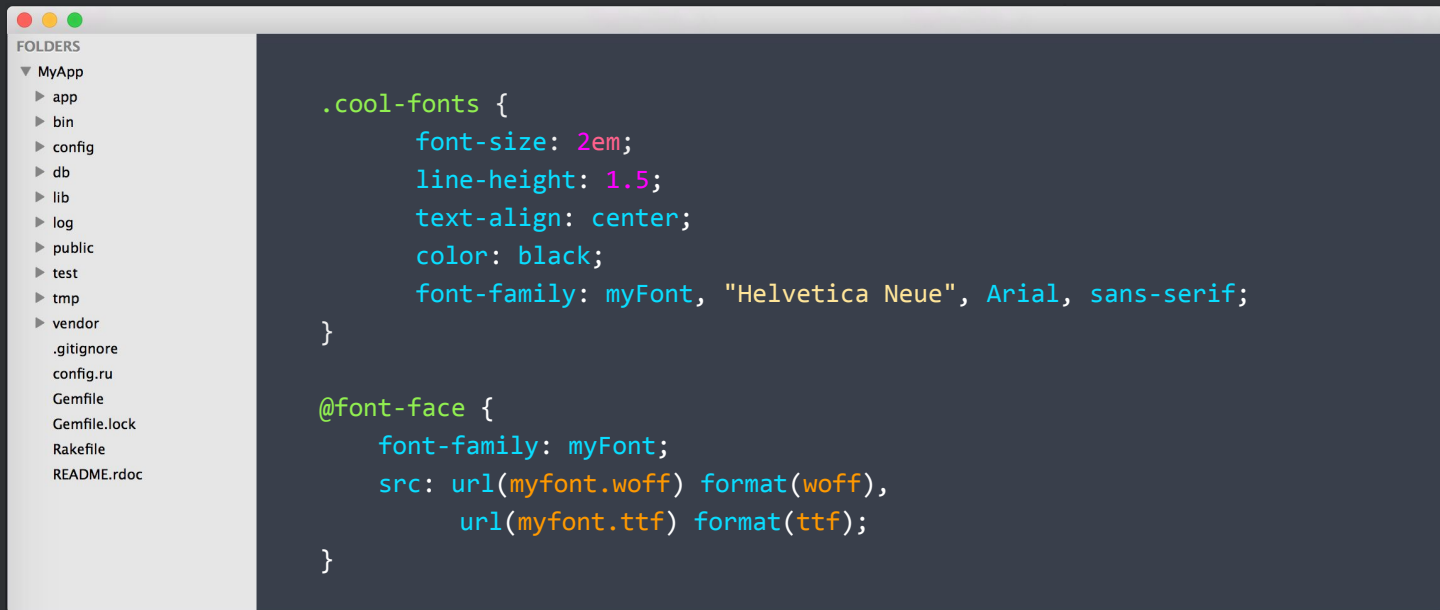 FOLDERS
MyApp
app
bin
config
db
lib
log
public
test
tmp
vendor
.gitignore
config.ru
Gemfile
Gemfile.lock
Rakefile
README.rdoc
.cool-fonts {
font-size: 2em;
line-height: 1.5;
text-align: center;
color: black;
font-family: myFont, "Helvetica Neue", Arial, sans-serif;
}
@font-face {
font-family: myFont;
src: url(myfont.woff) format(woff),
url(myfont.ttf) format(ttf);
}